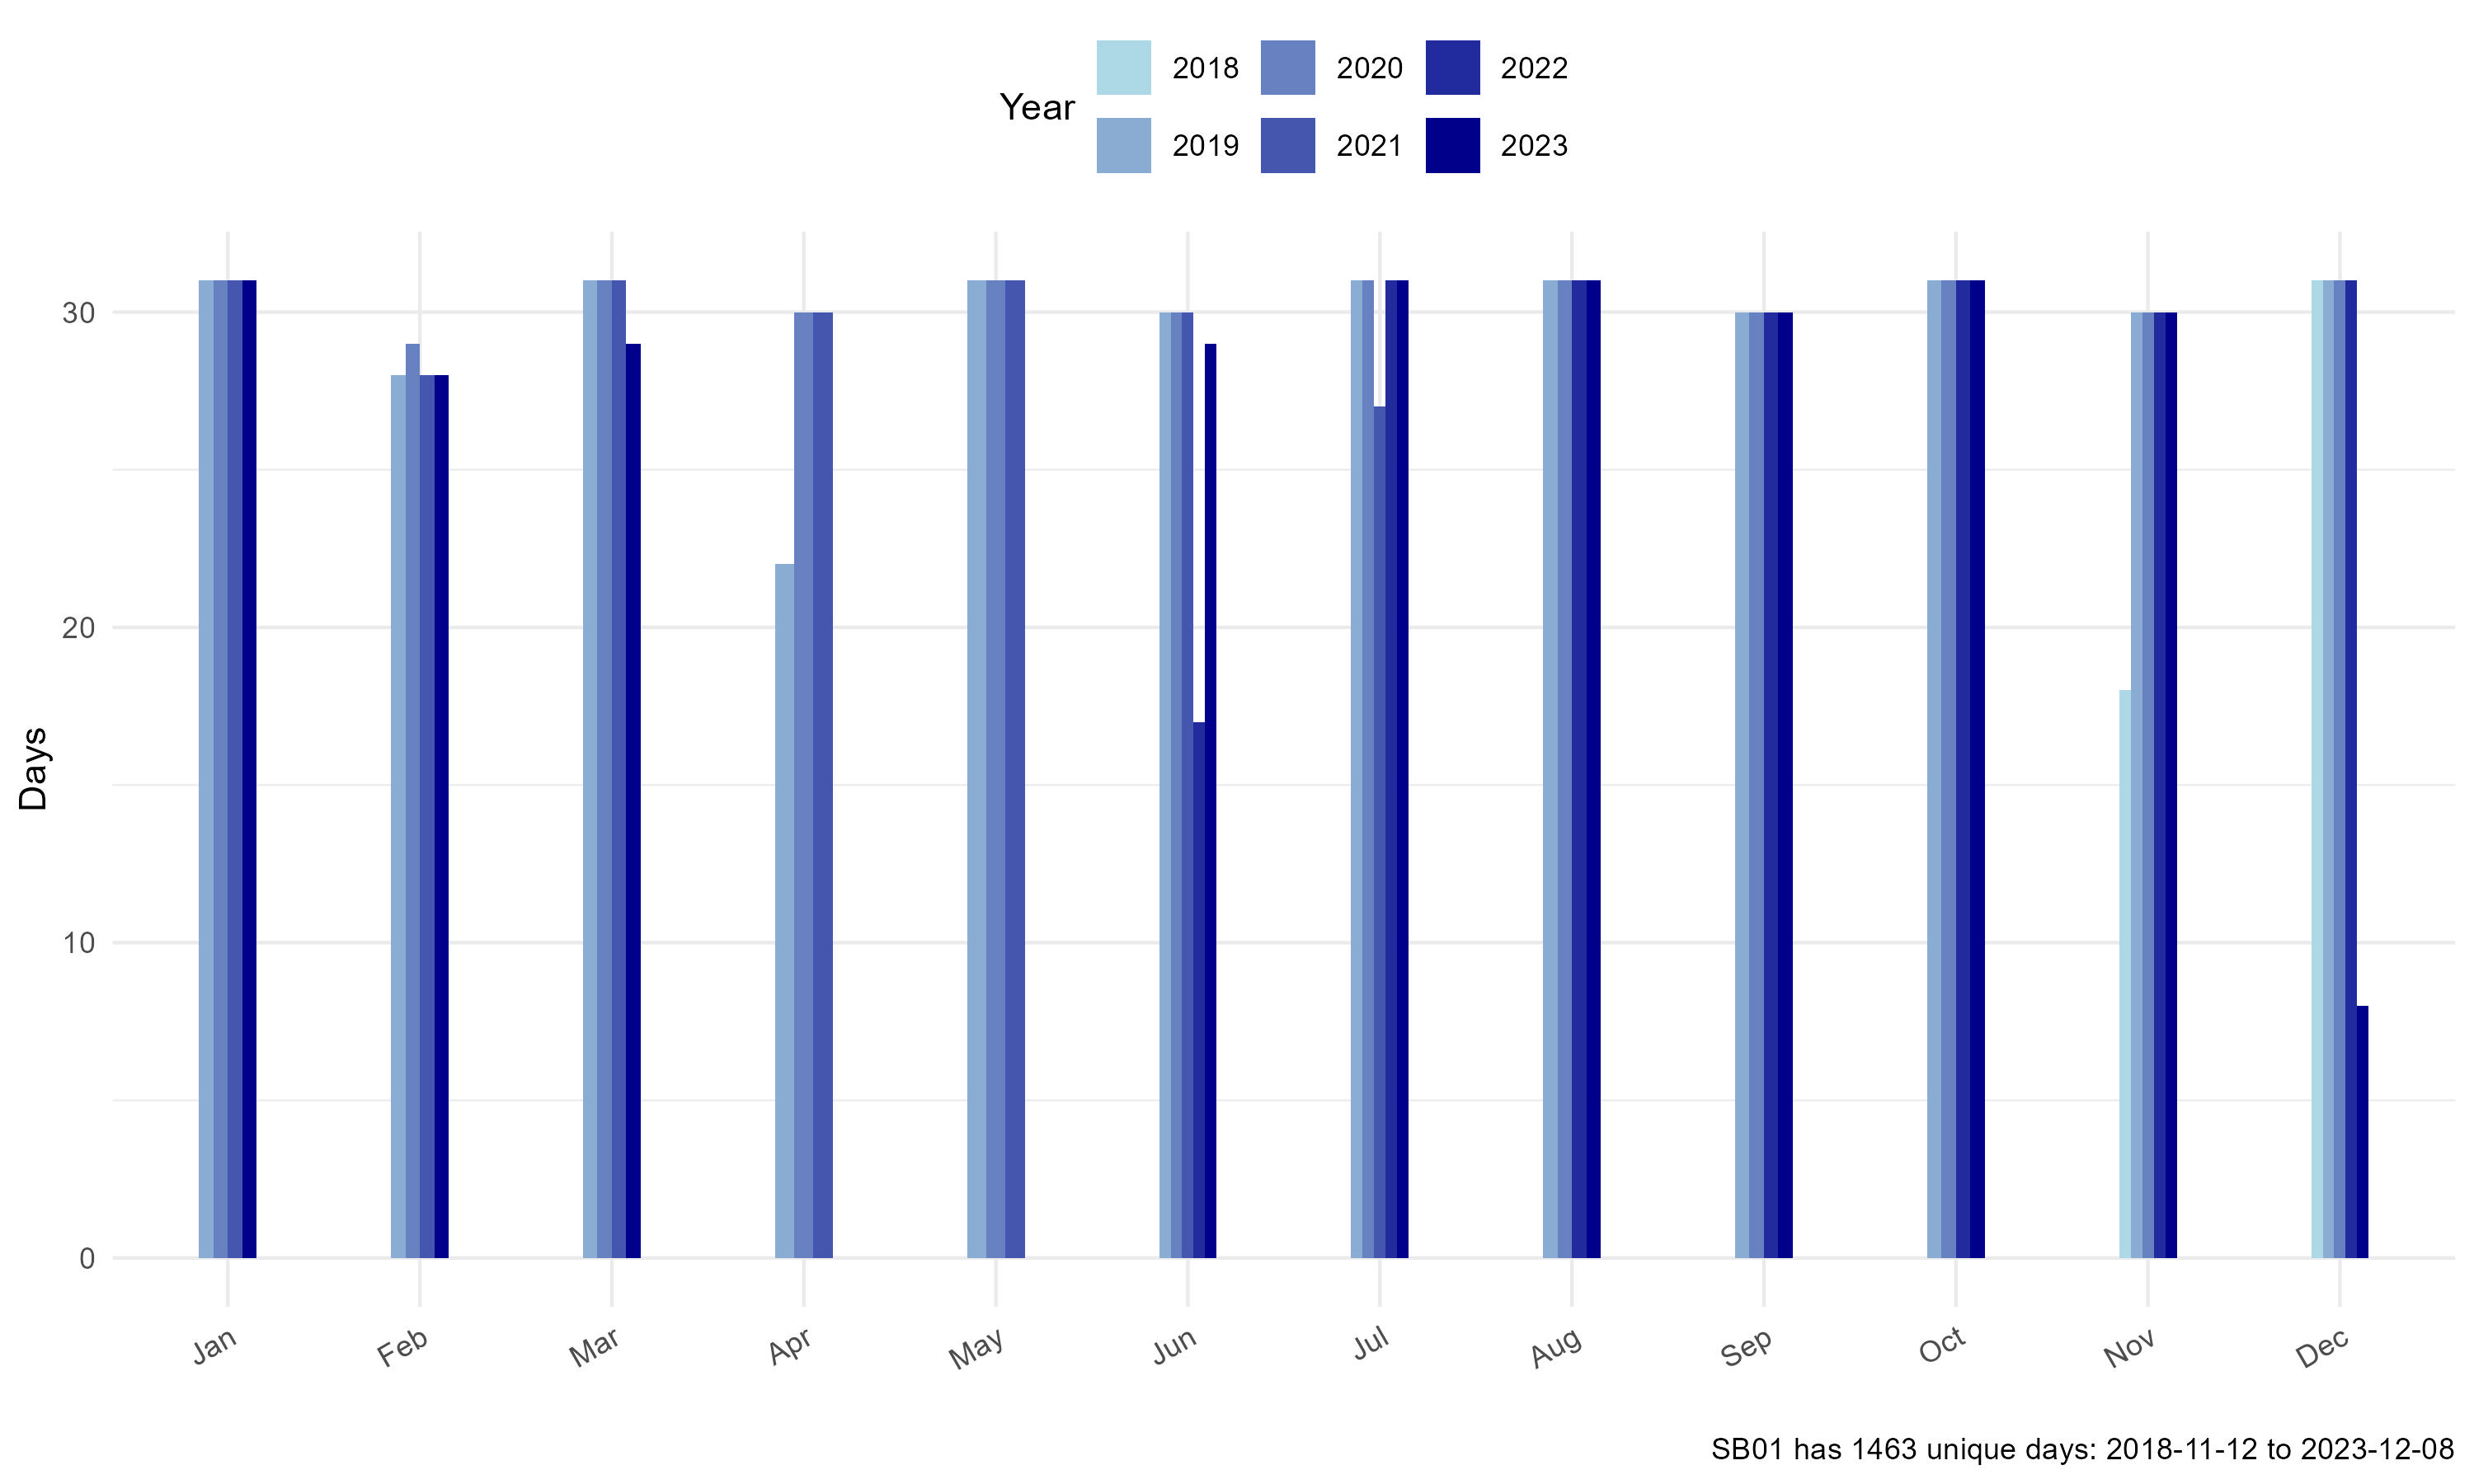 Year
2018 2020 2022
2019 2021 2023
Days
30
20
10
0
Jan Feb Mar Apr May Jun Jul Aug Sep Oct Nov Dec
SB01 has 1463 unique days: 2018-11-12 to 2023-12-08